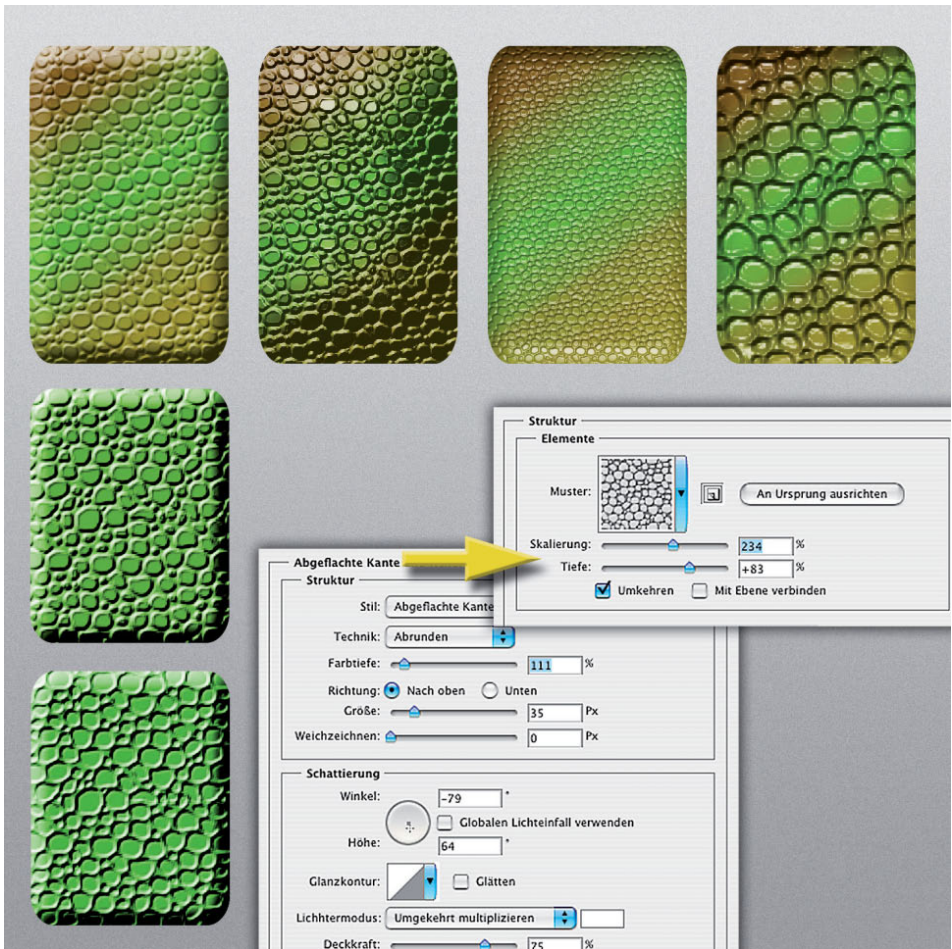 Struktur
Elemente
Muster:
An Ursprung ausrichten
Skalierung: 234 %
Tiefe: +83 %
Umkehren Mit Ebene verbinden
Abgeflachte Kante
Struktur
Stil: Abgeflachte Kante
Technik: Abrunden
Farbtiefe: 111 %
Richtung: Nach oben Unten
Größe: 35 Px
Weichzeichnen: 0 Px
Schattierung
Winkel: -79 °
Globalen Lichteinfall verwenden
Höhe: 64 °
Glanzkontur: Glätten
Lichhtermodus: Umgekehrt multiplizieren
Deckkraft: 75 %